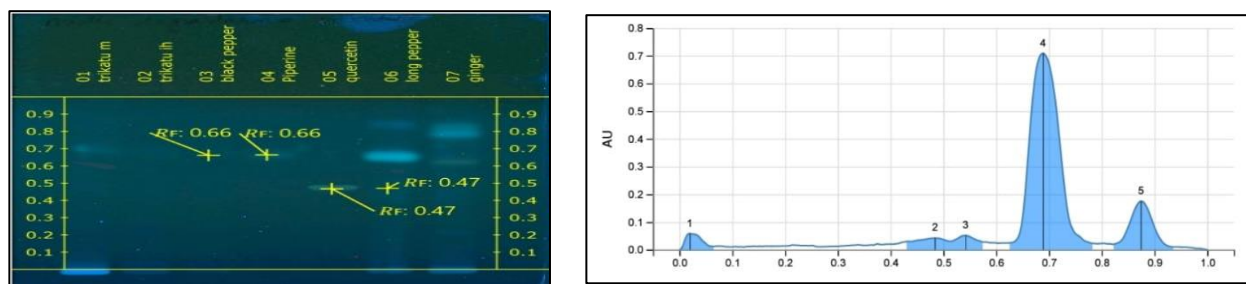 01 trikatu m
02 trikatu ih
03 black pepper
04 Piperine
05 quercetin
06 long pepper
07 ginger
0.9 0.9
0.8 RF: 0.66 RF: 0.66 0.8
0.7 0.7
0.6 0.6
0.5 RF: 0.47 0.5
0.4 0.4
0.3 RF: 0.47 0.3
0.2 0.2
0.1 0.1
0.8
0.7
0.6
0.5
0.4
0.3
0.2
0.1
0.0
AU
1
2
3
4
5
0.0 0.1 0.2 0.3 0.4 0.5 0.6 0.7 0.8 0.9 1.0